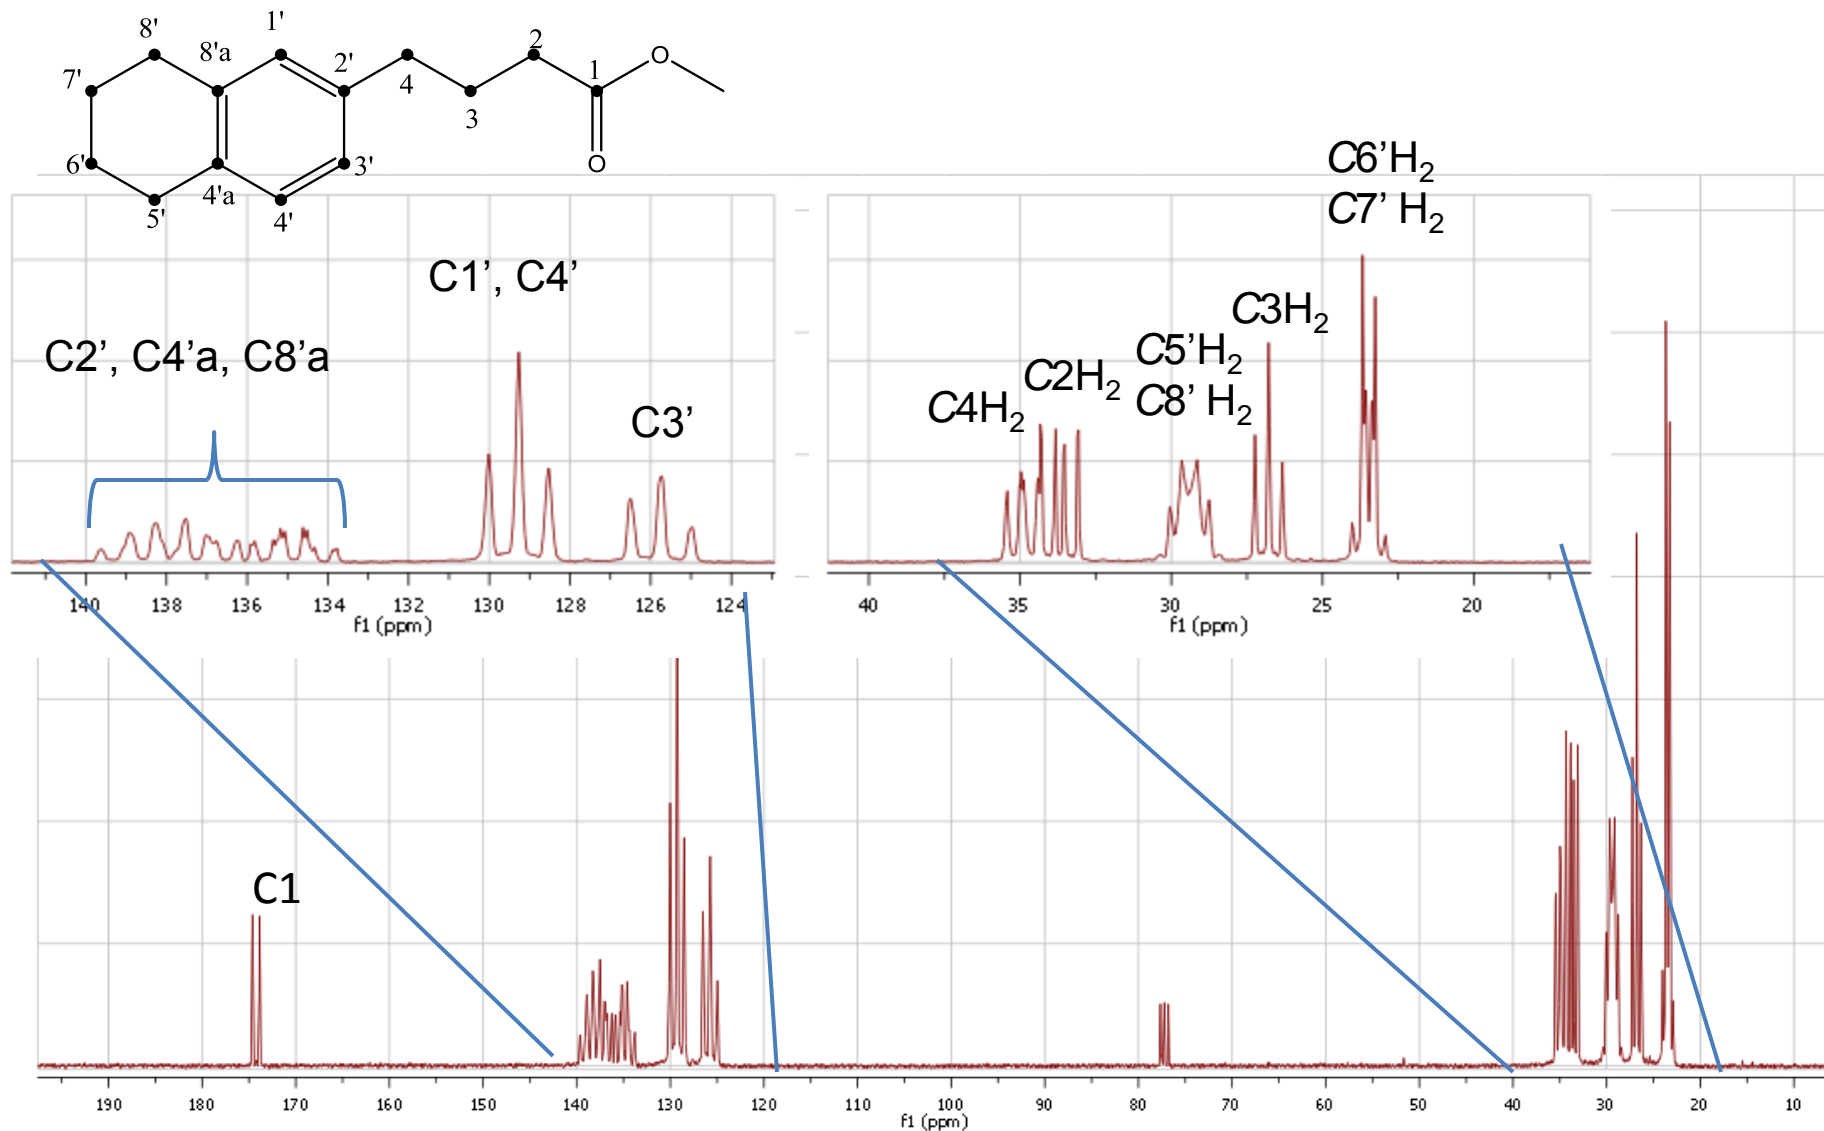 8'
8'a
1'
2'
7'
4
3
2
1
O
O
6'
5'
4'a
4'
3'
C6’H2
C7’ H2
C1’, C4’
C2’, C4’a, C8’a
C3’
C3H2
C5’H2
C8’ H2
C2H2
C4H2
140 138 136 134 132 130 128 126 124
f1 (ppm)
40 35 30 25 20
f1 (ppm)
C1
190 180 170 160 150 140 130 120 110 100 90 80 70 60 50 40 30 20 10
f1 (ppm)